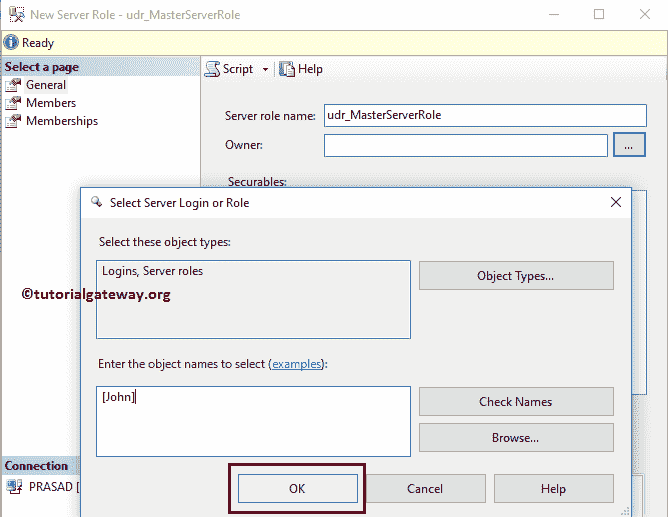 New Server Role - udr_MasterServerRole
Ready
Select a page
General
Members
Memberships
Script
Help
Server role name:
udr_MasterServerRole
Owner:
...
Securables:
Select Server Login or Role
Select these object types:
Logins, Server roles
Object Types...
©tutorialgateway.org
Enter the object names to select (examples):
[John]
Check Names
Browse...
Connection
PRASAD [
OK
Cancel
Help